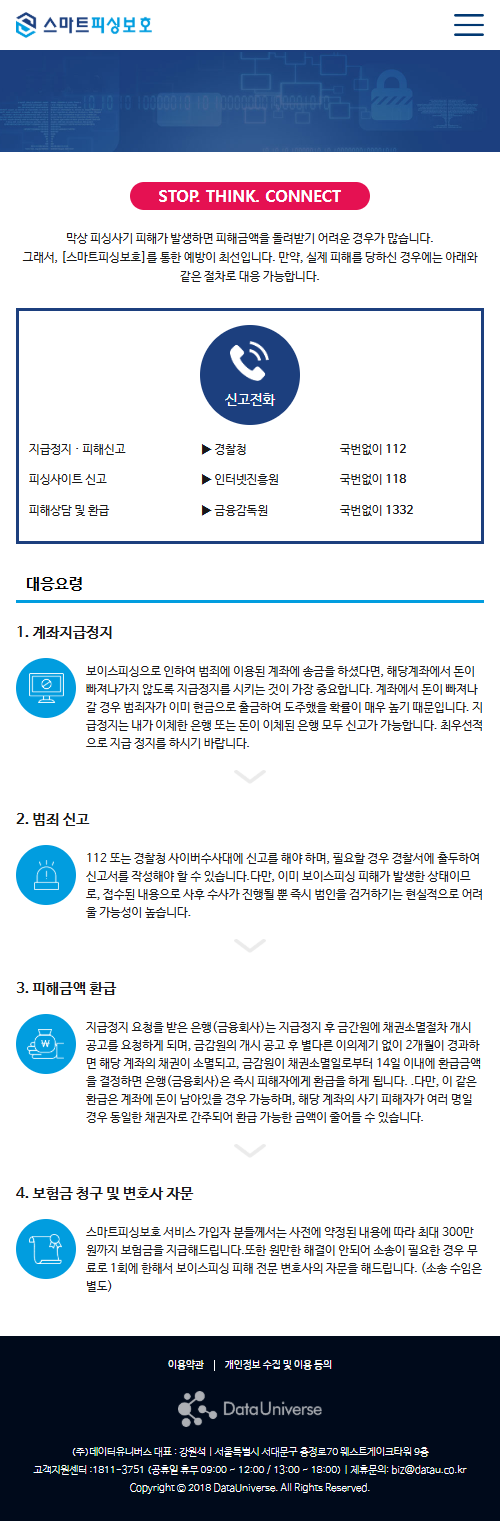 스마트피싱보호
STOP. THINK. CONNECT
막상 피싱사기 피해가 발생하면 피해금액을 돌려받기 어려운 경우가 많습니다.
그래서, [스마트피싱보호]를 통한 예방이 최선입니다. 만약, 실제 피해를 당하신 경우에는 아래와
같은 절차로 대응 가능합니다.
신고전화
지급정지 · 피해신고 ▶ 경찰청 국번없이 112
피싱사이트 신고 ▶ 인터넷진흥원 국번없이 118
피해상담 및 환급 ▶ 금융감독원 국번없이 1332
대응요령
1. 계좌지급정지
보이스피싱으로 인하여 범죄에 이용된 계좌에 송금을 하셨다면, 해당계좌에서 돈이
빠져나가지 않도록 지급정지를 시키는 것이 가장 중요합니다. 계좌에서 돈이 빠져나
갈 경우 범죄자가 이미 현금으로 출금하여 도주했을 확률이 매우 높기 때문입니다. 지
급정지는 내가 이체한 은행 또는 돈이 이체된 은행 모두 신고가 가능합니다. 최우선적
으로 지급 정지를 하시기 바랍니다.
2. 범죄 신고
112 또는 경찰청 사이버수사대에 신고를 해야 하며, 필요할 경우 경찰서에 출두하여
신고서를 작성해야 할 수 있습니다.다만, 이미 보이스피싱 피해가 발생한 상태이므
로, 접수된 내용으로 사후 수사가 진행될 뿐 즉시 범인을 검거하기는 현실적으로 어려
울 가능성이 높습니다.
3. 피해금액 환급
지급정지 요청을 받은 은행(금융회사)는 지급정지 후 금간원에 채권소멸절차 개시
공고를 요청하게 되며, 금감원의 개시 공고 후 별다른 이의제기 없이 2개월이 경과하
면 해당 계좌의 채권이 소멸되고, 금감원이 채권소멸일로부터 14일 이내에 환급금액
을 결정하면 은행(금융회사)은 즉시 피해자에게 환급을 하게 됩니다. .다만, 이 같은
환급은 계좌에 돈이 남아있을 경우 가능하며, 해당 계좌의 사기 피해자가 여러 명일
경우 동일한 채권자로 간주되어 환급 가능한 금액이 줄어들 수 있습니다.
4. 보험금 청구 및 변호사 자문
스마트피싱보호 서비스 가입자 분들께서는 사전에 약정된 내용에 따라 최대 300만
원까지 보험금을 지급해드립니다.또한 원만한 해결이 안되어 소송이 필요한 경우 무
료로 1회에 한해서 보이스피싱 피해 전문 변호사의 자문을 해드립니다. (소송 수임은
별도)
이용약관 | 개인정보 수집 및 이용 동의
DataUniverse
(주)데이터유니버스 대표 : 강원석 | 서울특별시 서대문구 충정로70 웨스트게이크타워 9층
고객지원센터 :1811-3751 (공휴일 휴무 09:00 ~ 12:00 / 13:00 ~ 18:00) | 제휴문의: biz@datau.co.kr
Copyright © 2018 DataUniverse. All Rights Reserved.